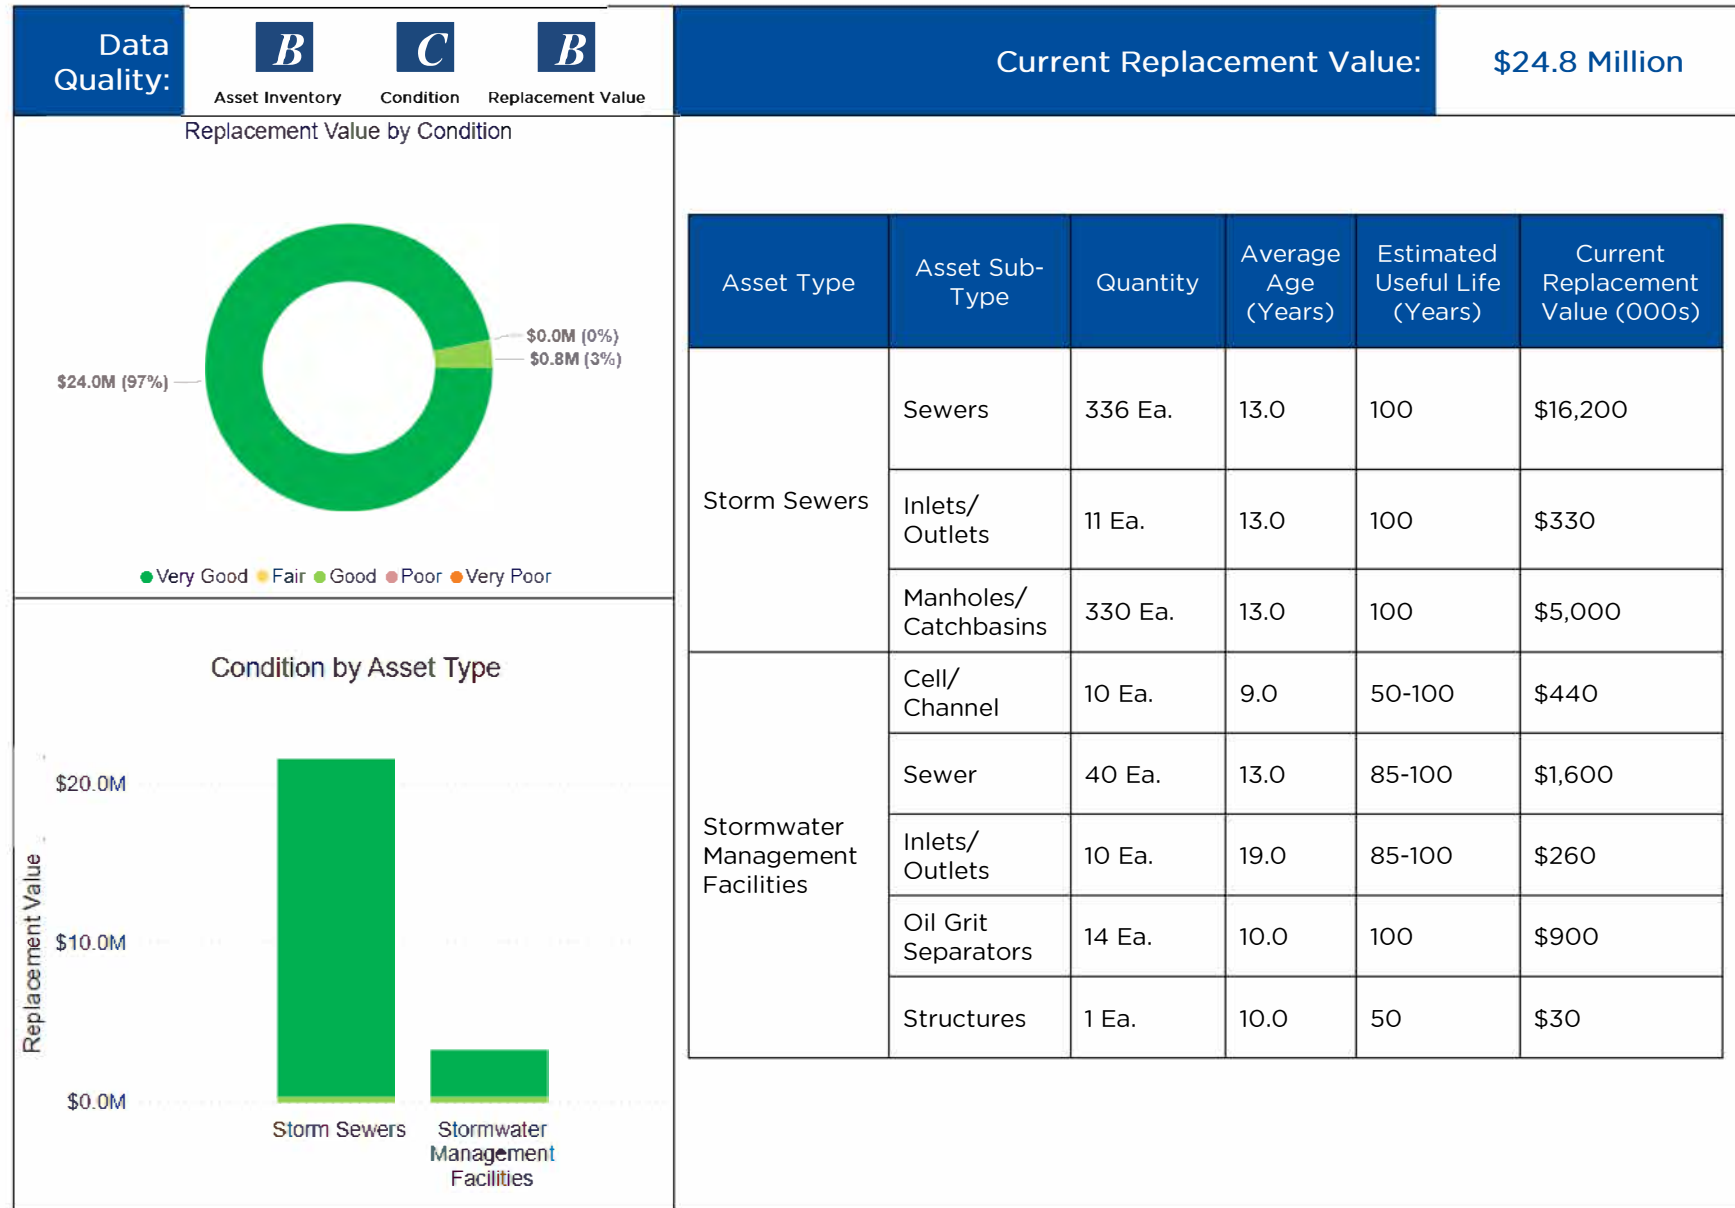 Data
Quality:
B
Asset Inventory
C
Condition
B
Replacement Value
Current Replacement Value:
$24.8 Million
Replacement Value by Condition
$0.0M (0%)
$0.8M (3%)
$24.0M (97%)
Very Good Fair Good Poor Very Poor
Condition by Asset Type
Replacement Value
$20.0M
$10.0M
$0.0M
Storm Sewers
Stormwater
Management
Facilities
Asset Type
Asset Sub-
Type
Quantity
Average
Age
(Years)
Estimated
Useful Life
(Years)
Current
Replacement
Value (000s)
Storm Sewers
Sewers
336 Ea.
13.0
100
$16,200
Inlets/
Outlets
11 Ea.
13.0
100
$330
Manholes/
Catchbasins
330 Ea.
13.0
100
$5,000
Stormwater
Management
Facilities
Cell/
Channel
10 Ea.
9.0
50-100
$440
Sewer
40 Ea.
13.0
85-100
$1,600
Inlets/
Outlets
10 Ea.
19.0
85-100
$260
Oil Grit
Separators
14 Ea.
10.0
100
$900
Structures
1 Ea.
10.0
50
$30